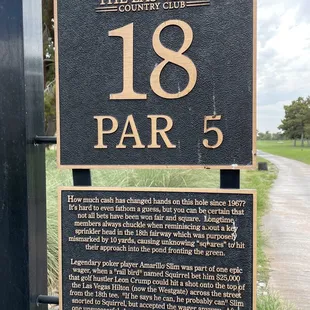 THE LAS VEGAS
COUNTRY CLUB
18
PAR 5
How much cash has changed hands on this hole since 1967?
It's hard to even fathom a guess, but you can be certain that
not all bets have been won fair and square. Longtime
members always chuckle when reminiscing about a key
sprinkler head in the 18th fairway which was purposely
mismarked by 10 yards, causing unknowing "squares" to hit
their approach into the pond fronting the green.
Legendary poker player Amarillo Slim was part of one epic
wager, when a "rail bird" named Squirrel bet him $25,000
that golf hustler Leon Crump could hit a shot onto the top of
the Las Vegas Hilton (now the Westgate) across the street
from the 18th tee. "If he says he can, he probably can!" Slim
snorted to Squirrel, but accepted the wager anyway.